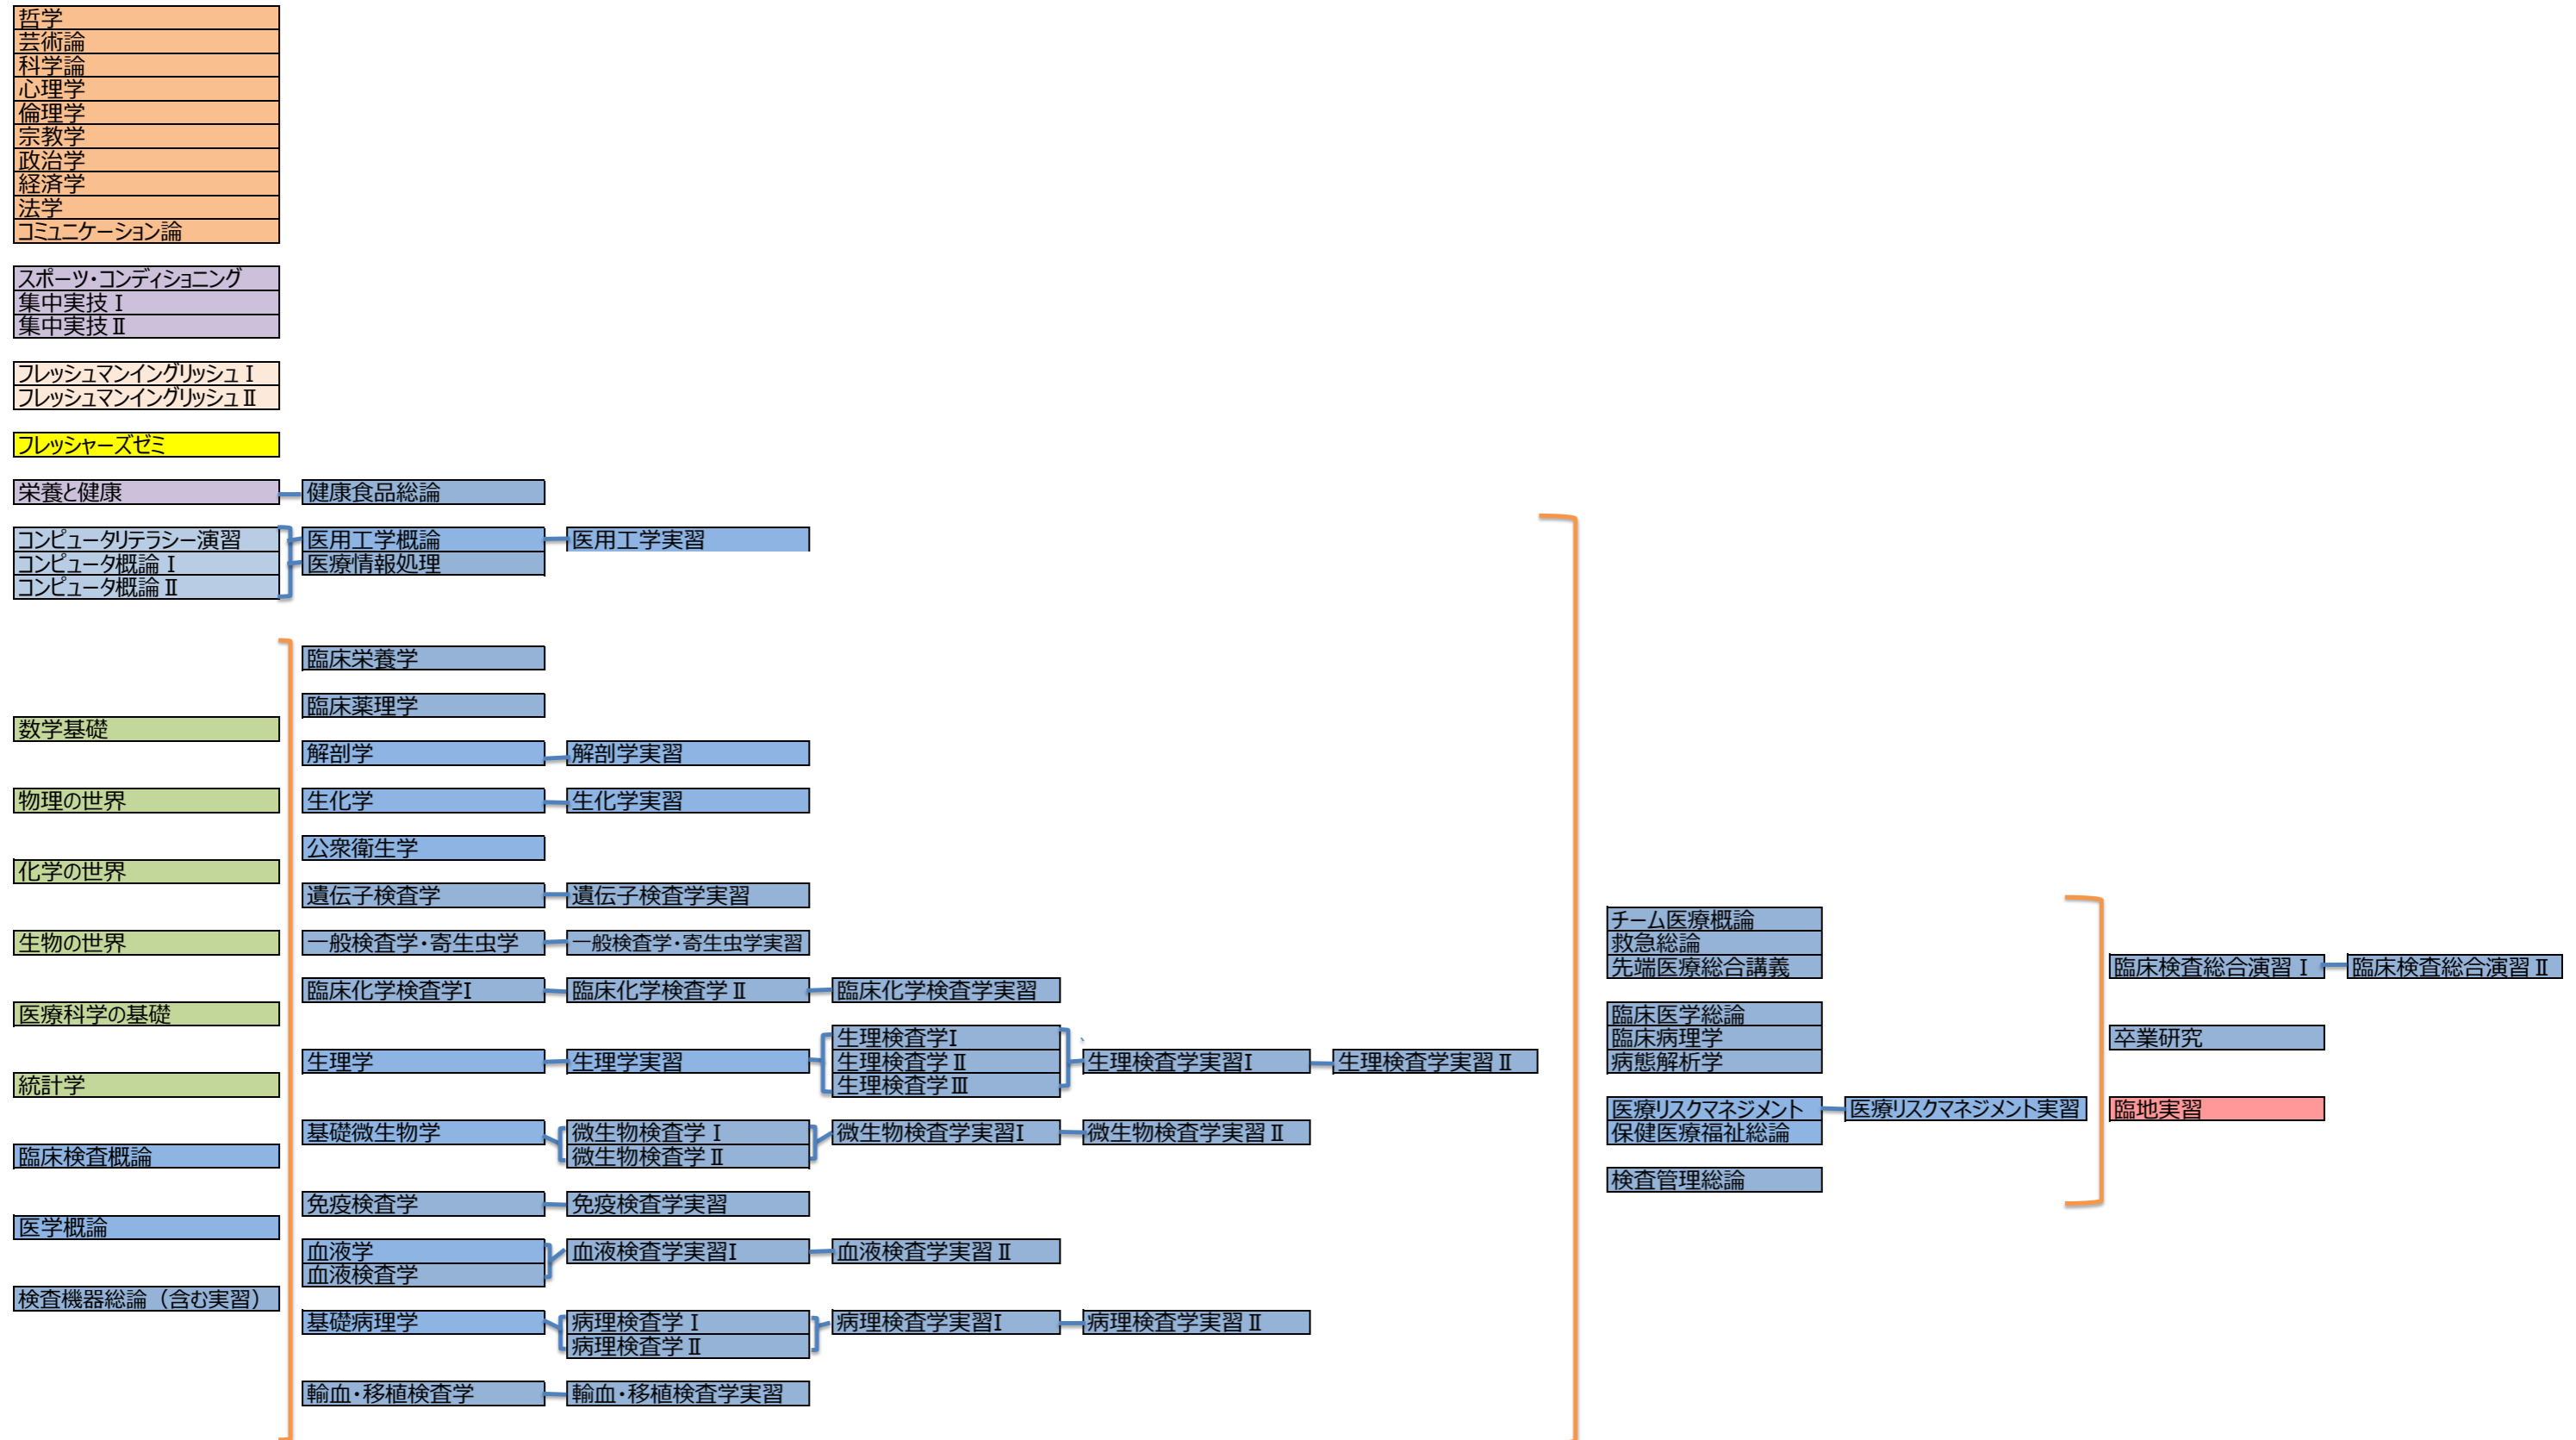 哲学
芸術論
科学論
心理学
倫理学
宗教学
政治学
経済学
法学
コミュニケーション論
スポーツ・コンディショニング
集中実技Ⅰ
集中実技Ⅱ
フレッシュマンイングリッシュⅠ
フレッシュマンイングリッシュⅡ
フレッシャーズゼミ
栄養と健康
健康食品総論
コンピュータリテラシー演習
コンピュータ概論Ⅰ
コンピュータ概論Ⅱ
医用工学概論
医療情報処理
医用工学実習
数学基礎
物理の世界
化学の世界
生物の世界
医療科学の基礎
統計学
臨床検査概論
医学概論
検査機器総論（含む実習）
臨床栄養学
臨床薬理学
解剖学
解剖学実習
生化学
生化学実習
公衆衛生学
遺伝子検査学
遺伝子検査学実習
一般検査学・寄生虫学
一般検査学・寄生虫学実習
臨床化学検査学I
臨床化学検査学Ⅱ
臨床化学検査学実習
生理学
生理学実習
生理検査学I
生理検査学Ⅱ
生理検査学Ⅲ
生理検査学実習I
生理検査学実習Ⅱ
基礎微生物学
微生物検査学Ⅰ
微生物検査学Ⅱ
微生物検査学実習I
微生物検査学実習Ⅱ
免疫検査学
免疫検査学実習
血液学
血液検査学
血液検査学実習I
血液検査学実習Ⅱ
基礎病理学
病理検査学Ⅰ
病理検査学Ⅱ
病理検査学実習I
病理検査学実習Ⅱ
輸血・移植検査学
輸血・移植検査学実習
チーム医療概論
救急総論
先端医療総合講義
臨床医学総論
臨床病理学
病態解析学
医療リスクマネジメント
保健医療福祉総論
医療リスクマネジメント実習
検査管理総論
臨床検査総合演習Ⅰ
臨床検査総合演習Ⅱ
卒業研究
臨地実習